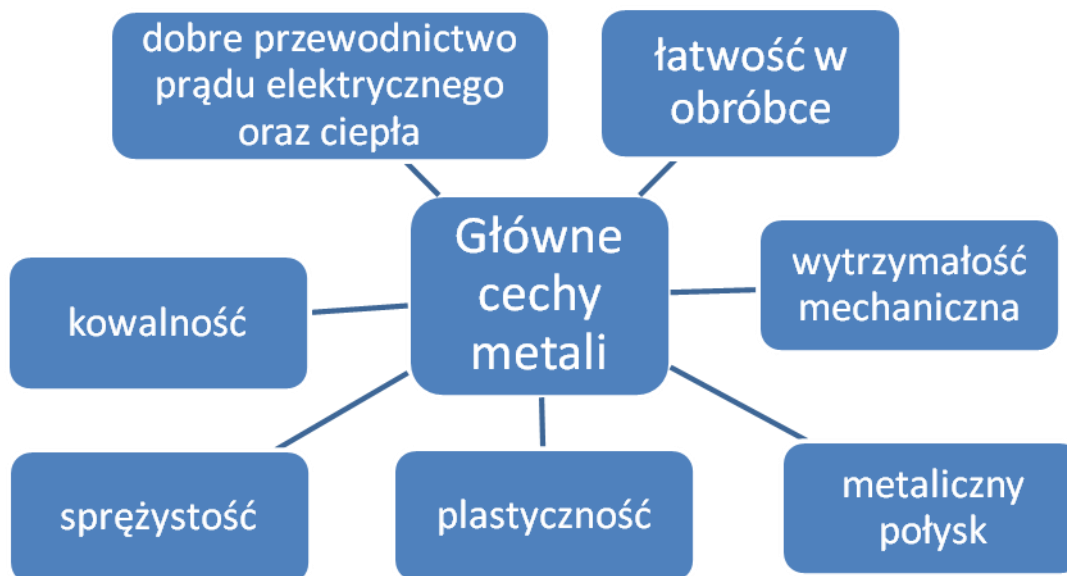 dobre przewodnictwo
prądu elektrycznego
oraz ciepła
łatwość w
obróbce
Główne
cechy
metali
wytrzymałość
mechaniczna
kowalność
sprężystość
plastyczność
metaliczny
połysk